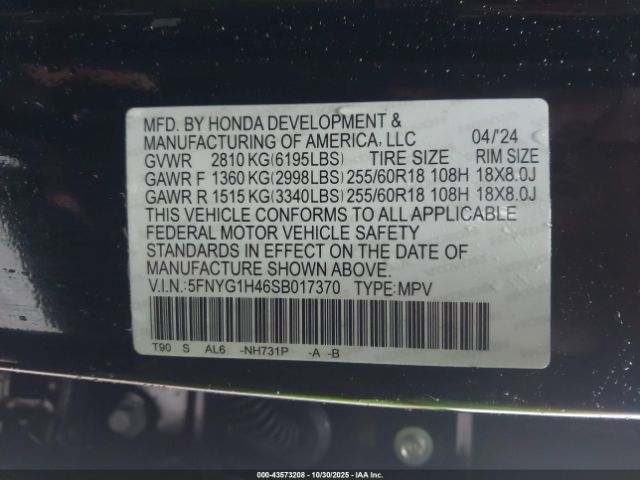 MFD. BY HONDA DEVELOPMENT &
MANUFACTURING OF AMERICA, LLC 04/'24
GVWR 2810 KG(6195LBS) TIRE SIZE RIM SIZE
GAWR F 1360 KG(2998LBS) 255/60R18 108H 18X8.0J
GAWR R 1515 KG(3340LBS) 255/60R18 108H 18X8.0J
THIS VEHICLE CONFORMS TO ALL APPLICABLE
FEDERAL MOTOR VEHICLE SAFETY
STANDARDS IN EFFECT ON THE DATE OF
MANUFACTURE SHOWN ABOVE.
V.I.N.:5FNYG1H46SB017370 TYPE:MPV
T90 S AL6 -NH731P -A -B
000-43573208 - 10/30/2025 - IAAI.COM - COPART